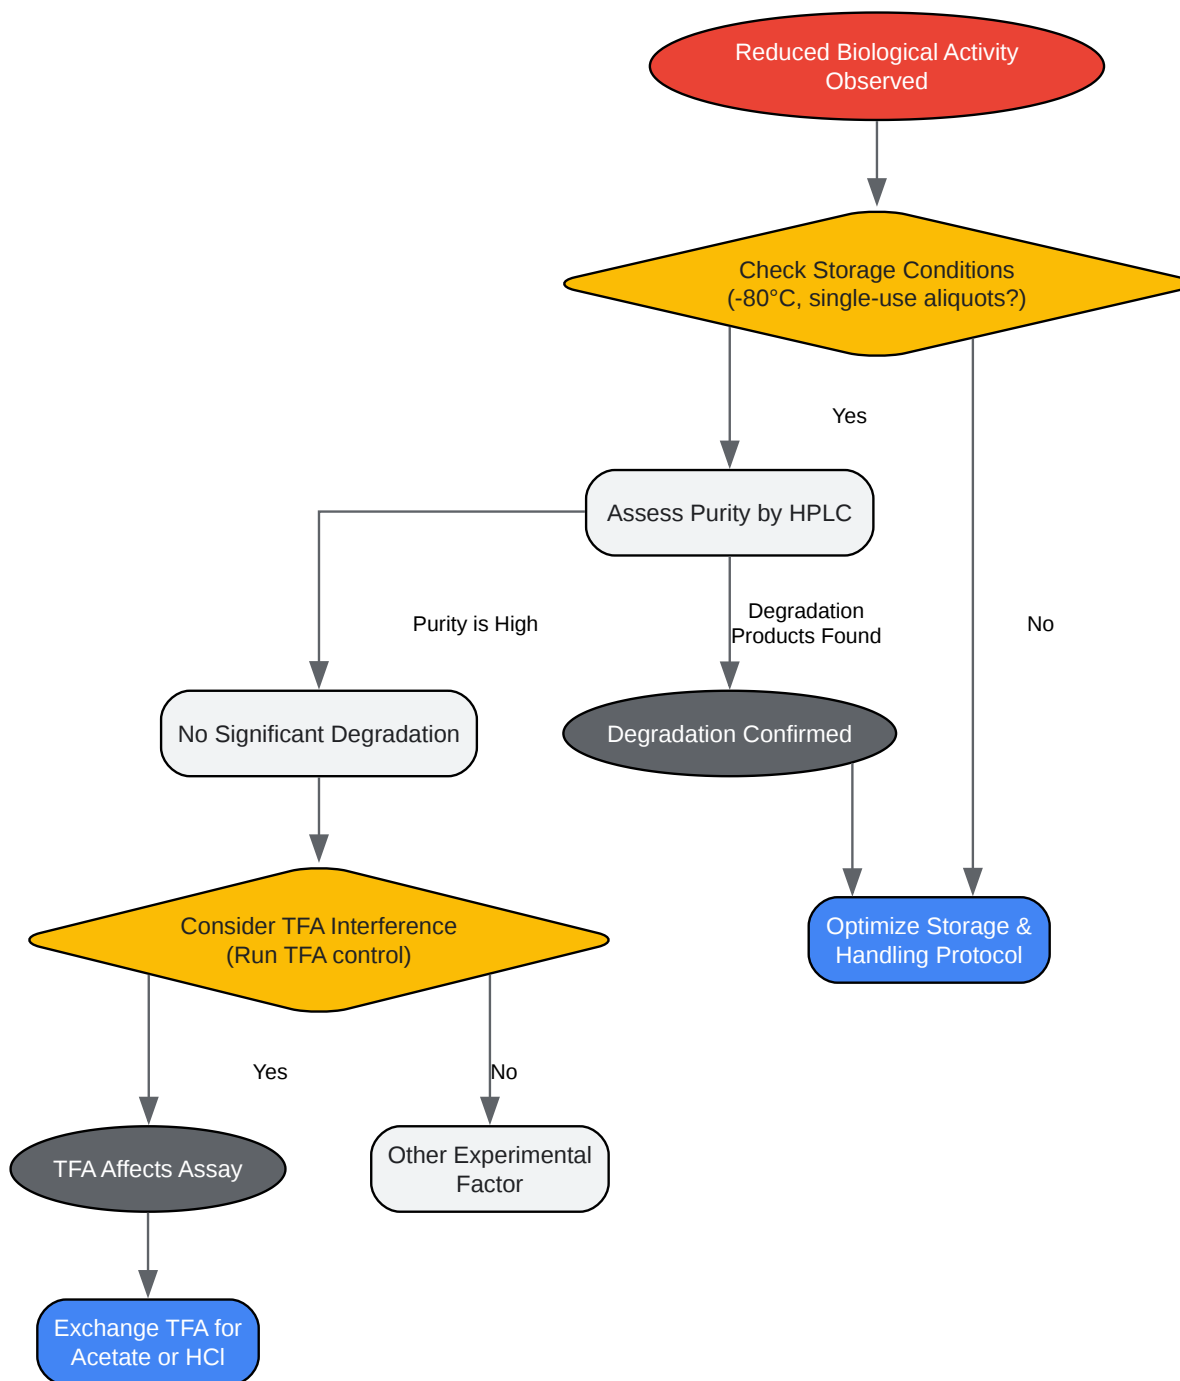 Reduced Biological Activity
Observed
Check Storage Conditions
(-80°C, single-use aliquots?)
Yes
Assess Purity by HPLC
Purity is High
Degradation
Products Found
No
No Significant Degradation
Degradation Confirmed
Consider TFA Interference
(Run TFA control)
Optimize Storage &
Handling Protocol
Yes
No
TFA Affects Assay
Other Experimental
Factor
Exchange TFA for
Acetate or HCl